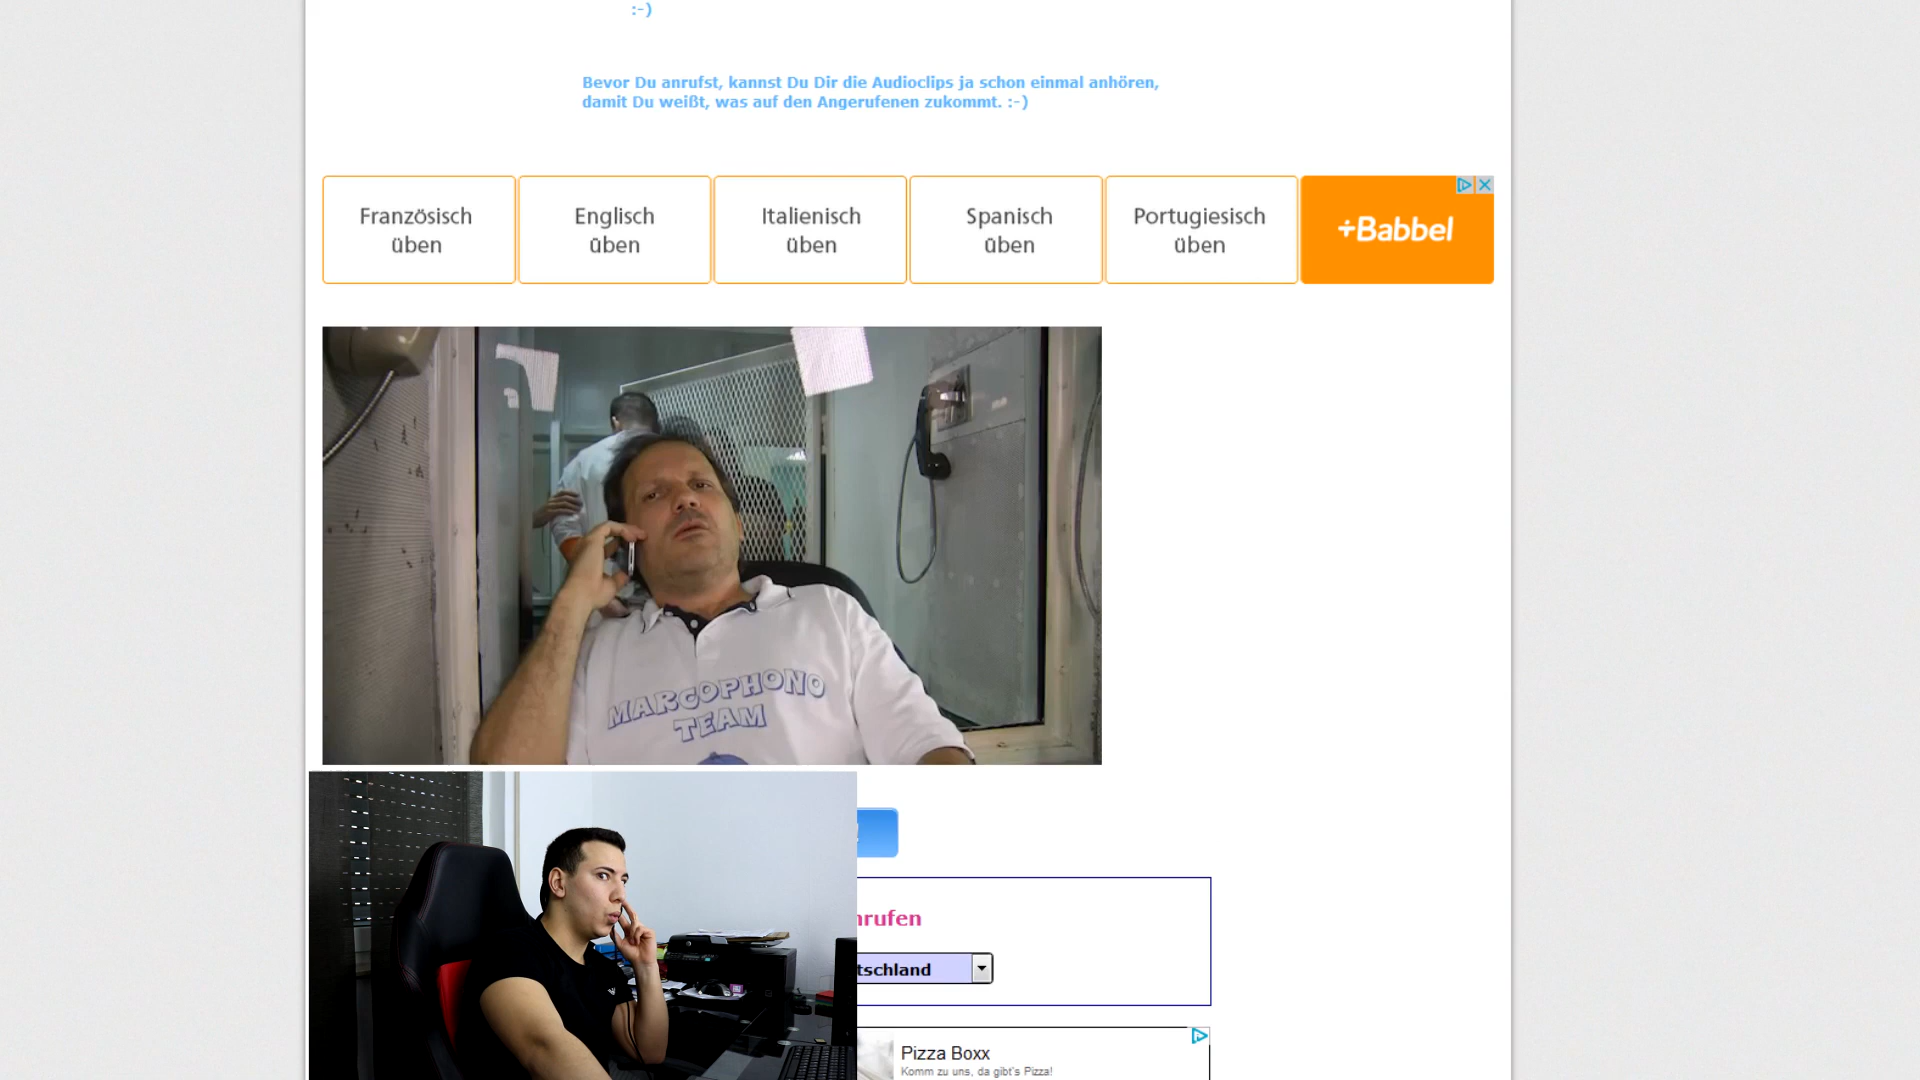 :-)
Bevor Du anrufst, kannst Du Dir die Audioclips ja schon einmal anhören,
damit Du weißt, was auf den Angerufenen zukommt. :-)
Französisch
üben
Englisch
üben
Italienisch
üben
Spanisch
üben
Portugiesisch
üben
+Babbel
MARCOPHONO
TEAM
!
nrufen
tschland
Pizza Boxx
Komm zu uns, da gibt's Pizza!